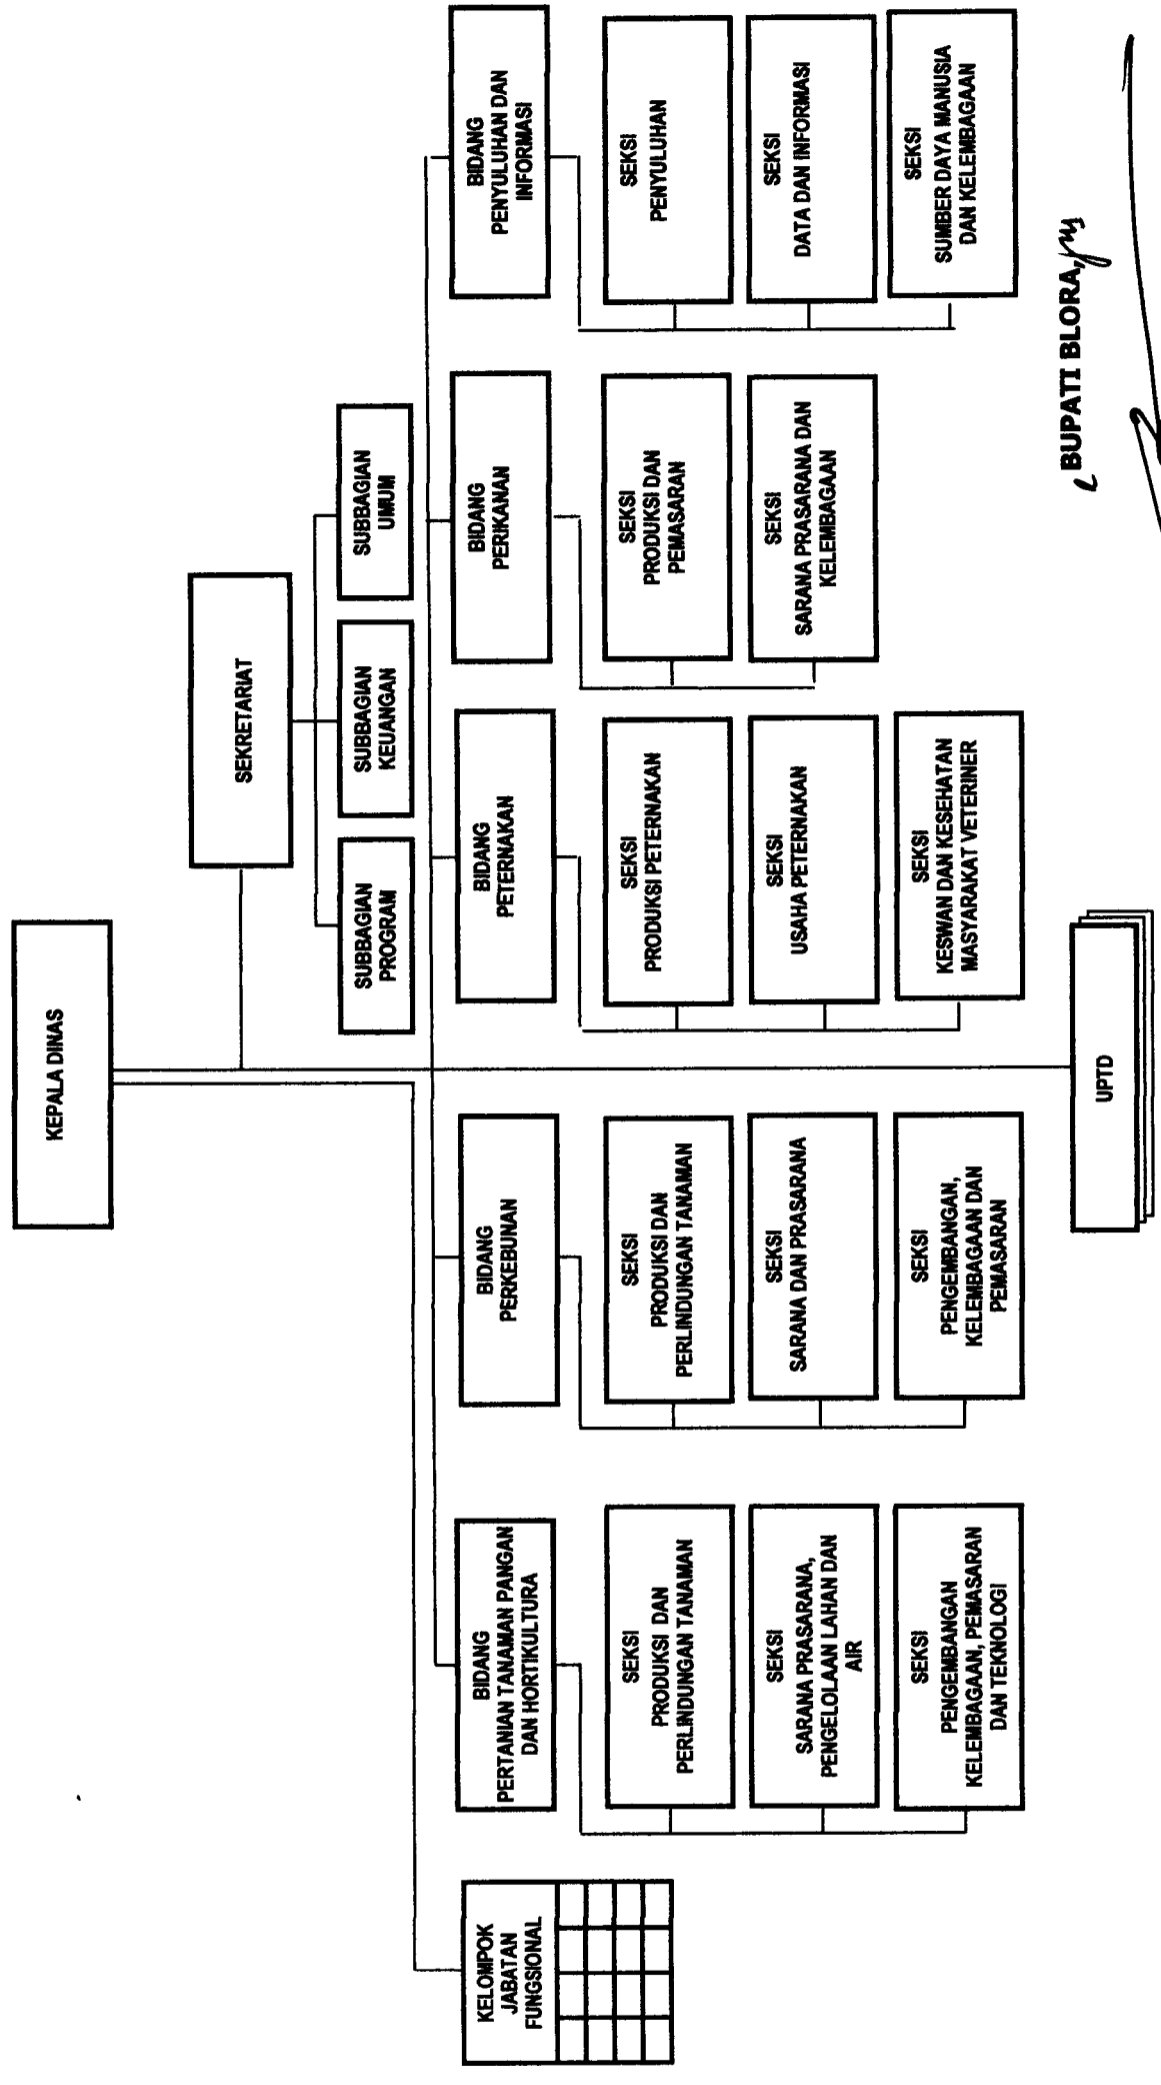 KEPALA DINAS
SEKRETARIAT
SUBBAGIAN
PROGRAM
SUBBAGIAN
KEUANGAN
SUBBAGIAN
UMUM
KELOMPOK
JABATAN
FUNGSIONAL
BIDANG
PERTANIAN TANAMAN PANGAN
DAN HORTIKULTURA
SEKSI
PRODUKSI DAN
PERLINDUNGAN TANAMAN
SEKSI
SARANA PRASARANA,
PENGELOLAAN LAHAN DAN
AIR
SEKSI
PENGEMBANGAN
KELEMBAGAAN, PEMASARAN
DAN TEKNOLOGI
BIDANG
PERKEBUNAN
SEKSI
PRODUKSI DAN
PERLINDUNGAN TANAMAN
SEKSI
SARANA DAN PRASARANA
SEKSI
PENGEMBANGAN,
KELEMBAGAAN DAN
PEMASARAN
BIDANG
PETERNAKAN
SEKSI
PRODUKSI PETERNAKAN
SEKSI
USAHA PETERNAKAN
SEKSI
KESWAN DAN KESEHATAN
MASYARAKAT VETERINER
BIDANG
PERIKANAN
SEKSI
PRODUKSI DAN
PEMASARAN
SEKSI
SARANA PRASARANA DAN
KELEMBAGAAN
BIDANG
PENYULUHAN DAN
INFORMASI
SEKSI
PENYULUHAN
SEKSI
DATA DAN INFORMASI
SEKSI
SUMBER DAYA MANUSIA
DAN KELEMBAGAAN
UPTD
BUPATI BLORA,